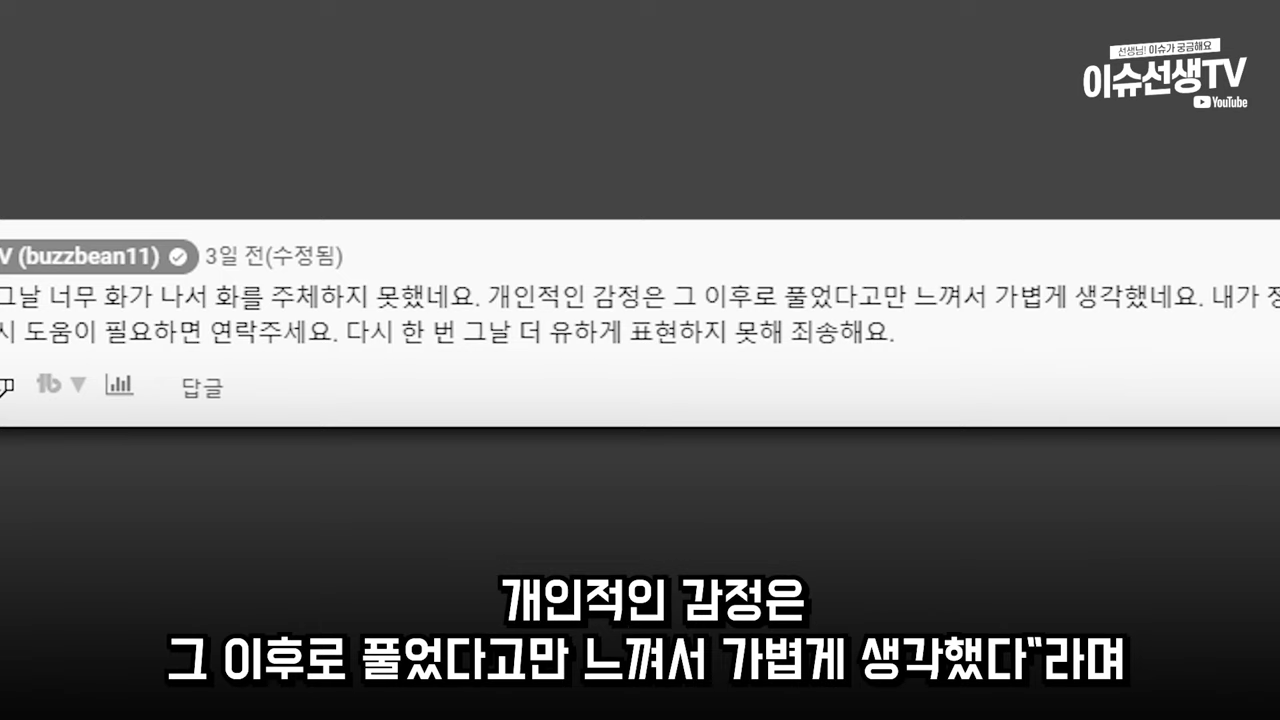 선생님! 이슈가 궁금해요
이슈선생TV
YouTube
V (buzzbean11) 3일 전(수정됨)
그날 너무 화가 나서 화를 주체하지 못했네요. 개인적인 감정은 그 이후로 풀었다고만 느껴서 가볍게 생각했네요. 내가
시 도움이 필요하면 연락주세요. 다시 한 번 그날 더 유하게 표현하지 못해 죄송해요.
답글
개인적인 감정은
그 이후로 풀었다고만 느껴서 가볍게 생각했다"라며